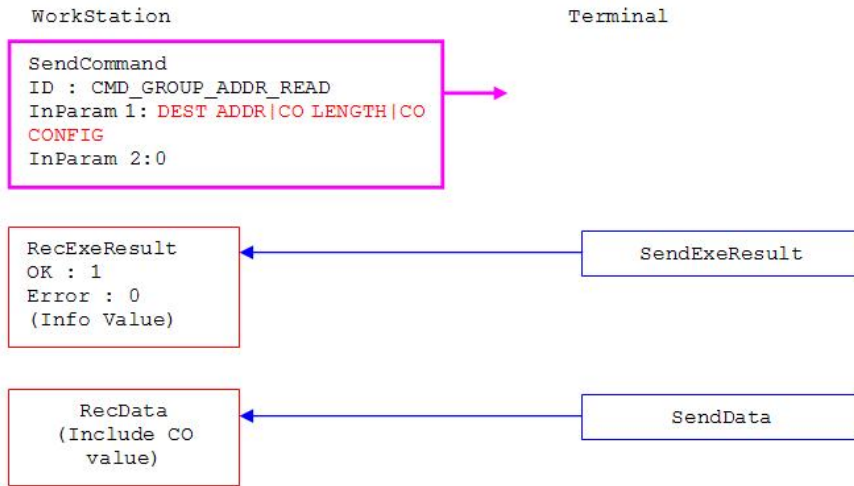 WorkStation
Terminal
SendCommand
ID : CMD_GROUP_ADDR_READ
InParam 1: DEST ADDR|CO LENGTH|CO
CONFIG
InParam 2:0
RecExeResult
OK : 1
Error : 0
(Info Value)
SendExeResult
RecData
(Include CO
value)
SendData